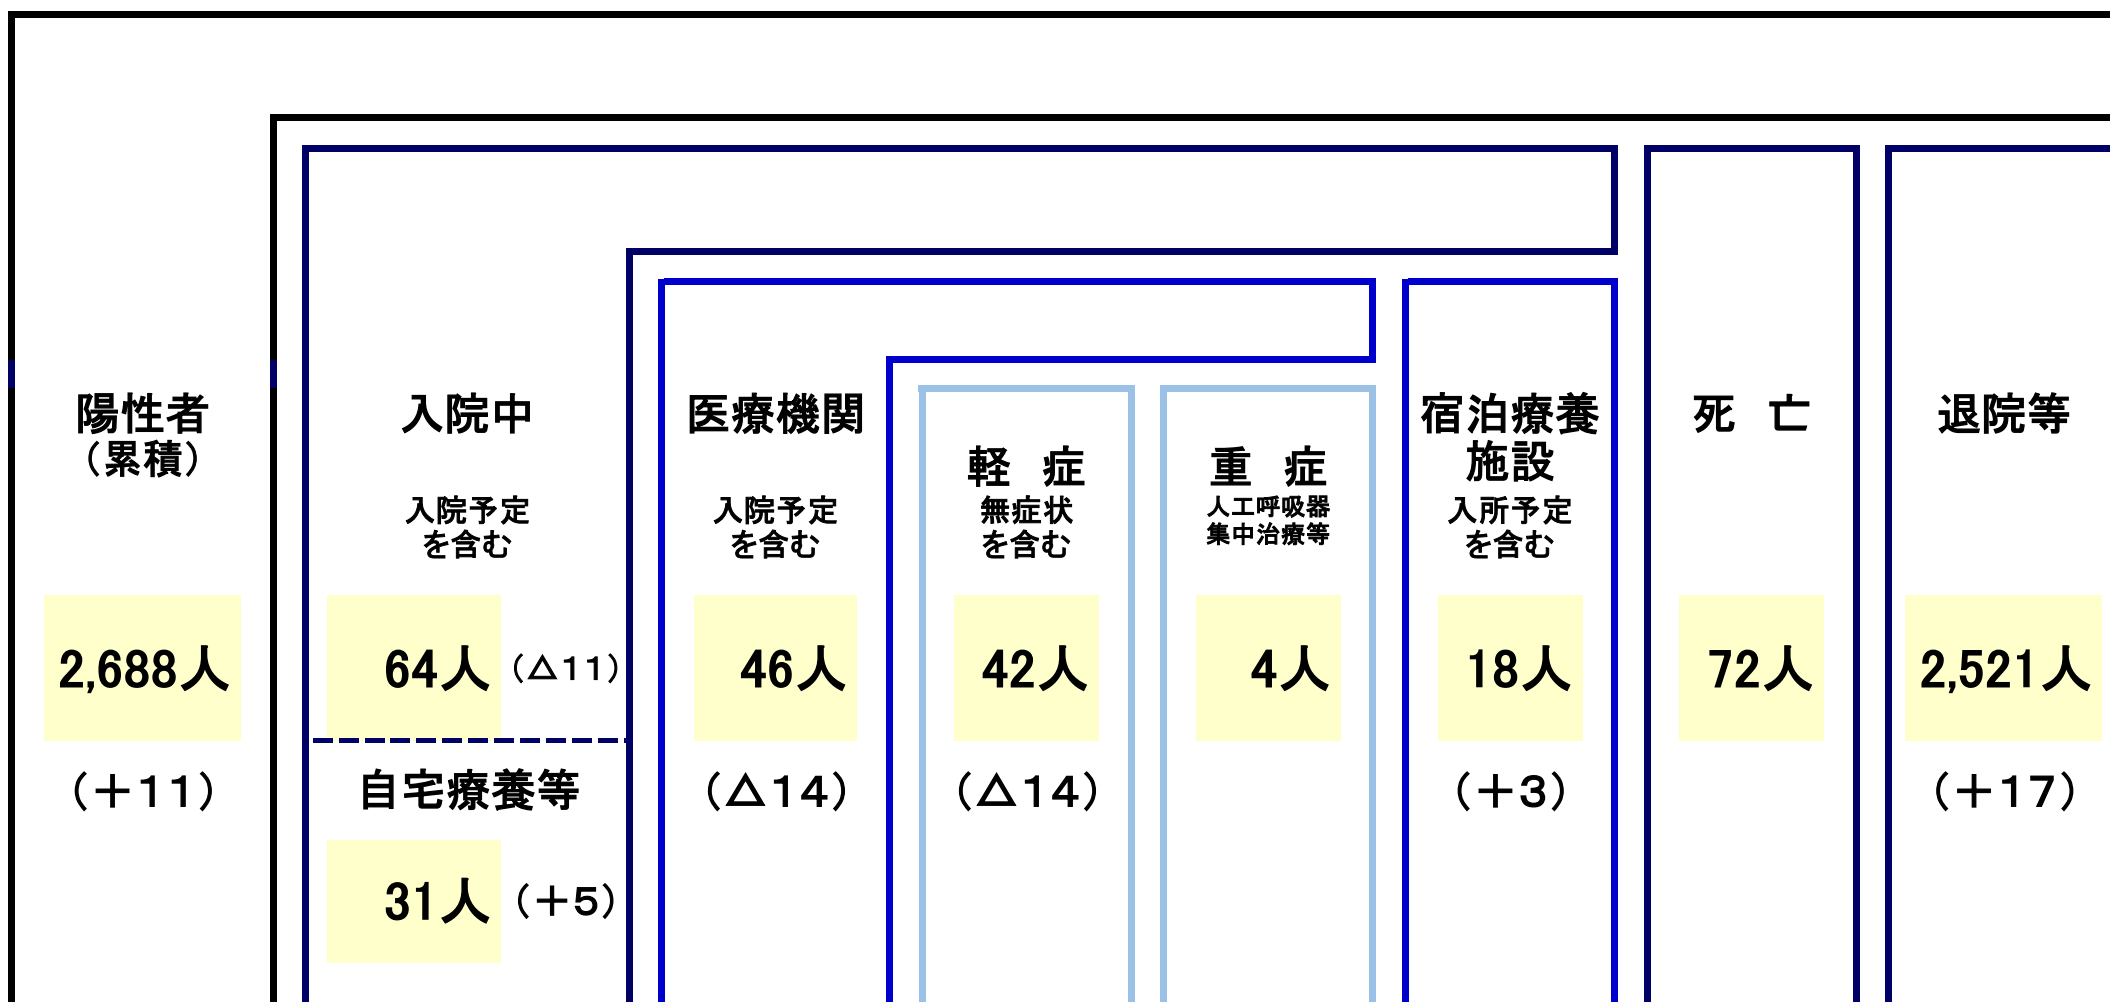 陽性者
（累積）
2,688人
（＋11）
入院中
入院予定
を含む
64人（△11）
自宅療養等
31人（＋5）
医療機関
入院予定
を含む
46人
（△14）
軽　症
無症状
を含む
42人
（△14）
重　症
人工呼吸器
集中治療等
4人
宿泊療養
施設
入所予定
を含む
18人
（＋3）
死　亡
72人
退院等
2,521人
（＋17）